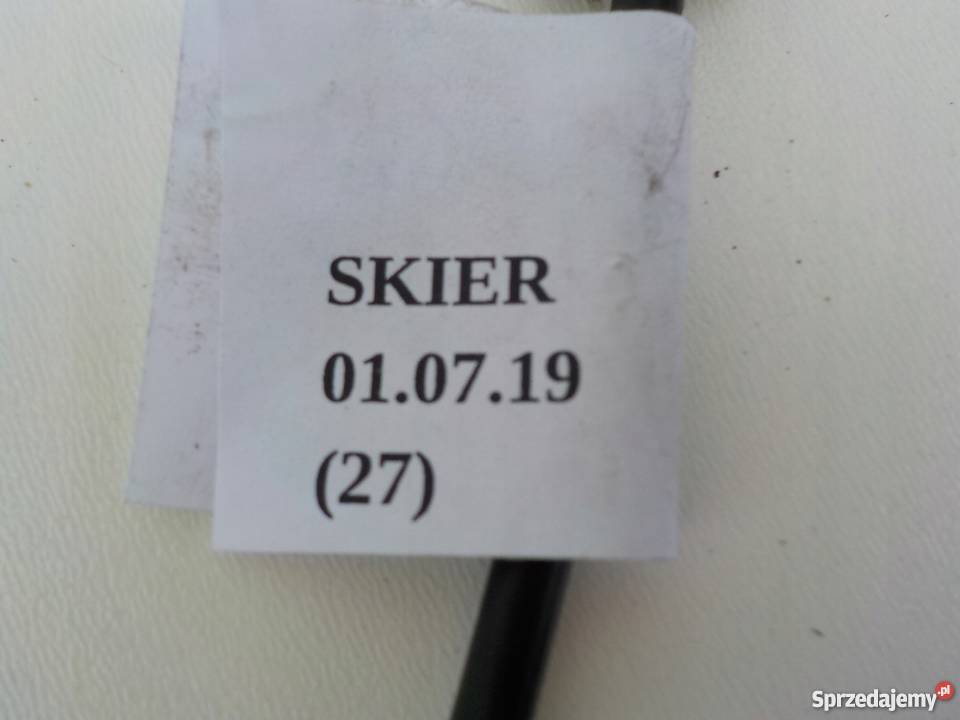 SKIER
01.07.19
(27)
Sprzedajemy.pl